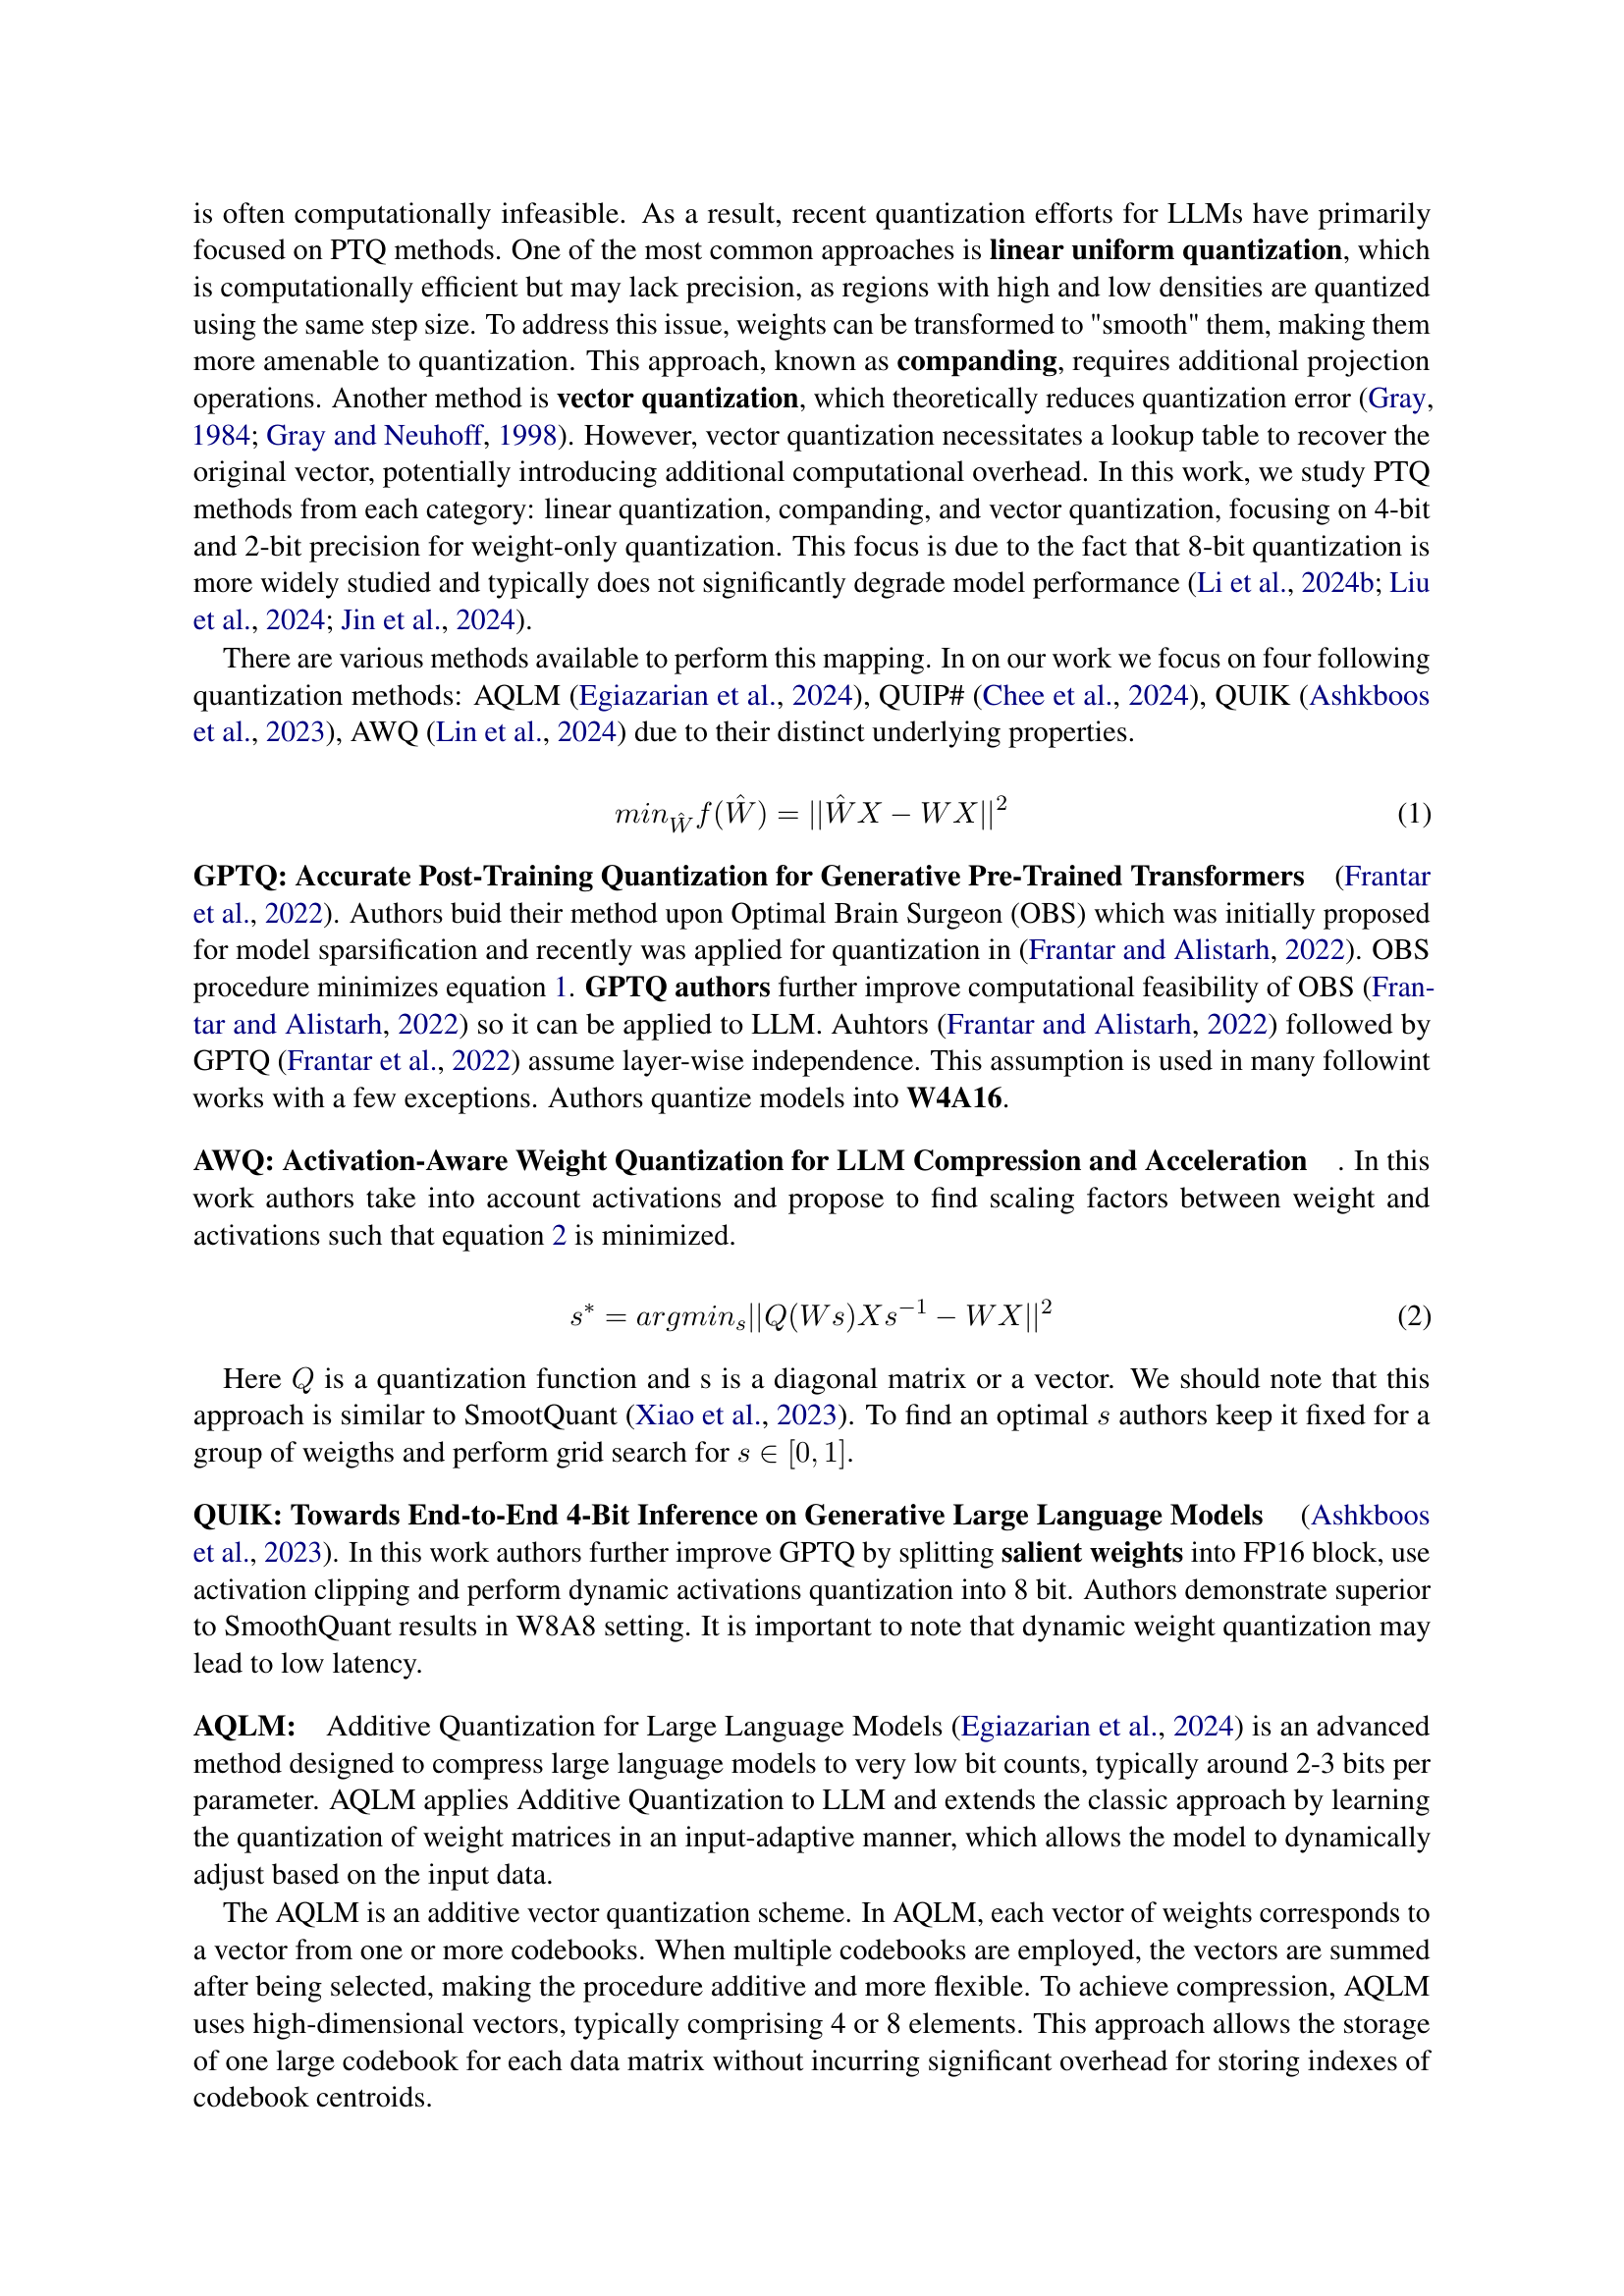 is often computationally infeasible. As a result, recent quantization efforts for LLMs have primarily
focused on PTQ methods. One of the most common approaches is linear uniform quantization, which
is computationally efficient but may lack precision, as regions with high and low densities are quantized
using the same step size. To address this issue, weights can be transformed to "smooth" them, making them
more amenable to quantization. This approach, known as companding, requires additional projection
operations. Another method is vector quantization, which theoretically reduces quantization error (Gray,
1984; Gray and Neuhoff, 1998). However, vector quantization necessitates a lookup table to recover the
original vector, potentially introducing additional computational overhead. In this work, we study PTQ
methods from each category: linear quantization, companding, and vector quantization, focusing on 4-bit
and 2-bit precision for weight-only quantization. This focus is due to the fact that 8-bit quantization is
more widely studied and typically does not significantly degrade model performance (Li et al., 2024b; Liu
et al., 2024; Jin et al., 2024).
There are various methods available to perform this mapping. In on our work we focus on four following
quantization methods: AQLM (Egiazarian et al., 2024), QUIP# (Chee et al., 2024), QUIK (Ashkboos
et al., 2023), AWQ (Lin et al., 2024) due to their distinct underlying properties.
$min_{\hat{W}} f(\hat{W}) = ||\hat{W}X - WX||^2$ (1)
GPTQ: Accurate Post-Training Quantization for Generative Pre-Trained Transformers (Frantar
et al., 2022). Authors buid their method upon Optimal Brain Surgeon (OBS) which was initially proposed
for model sparsification and recently was applied for quantization in (Frantar and Alistarh, 2022). OBS
procedure minimizes equation 1. GPTQ authors further improve computational feasibility of OBS (Fran-
tar and Alistarh, 2022) so it can be applied to LLM. Auhtors (Frantar and Alistarh, 2022) followed by
GPTQ (Frantar et al., 2022) assume layer-wise independence. This assumption is used in many followint
works with a few exceptions. Authors quantize models into W4A16.
AWQ: Activation-Aware Weight Quantization for LLM Compression and Acceleration . In this
work authors take into account activations and propose to find scaling factors between weight and
activations such that equation 2 is minimized.
$s^* = argmin_s ||Q(Ws)Xs^{-1} - WX||^2$ (2)
Here Q is a quantization function and s is a diagonal matrix or a vector. We should note that this
approach is similar to SmootQuant (Xiao et al., 2023). To find an optimal s authors keep it fixed for a
group of weigths and perform grid search for s ∈ [0, 1].
QUIK: Towards End-to-End 4-Bit Inference on Generative Large Language Models (Ashkboos
et al., 2023). In this work authors further improve GPTQ by splitting salient weights into FP16 block, use
activation clipping and perform dynamic activations quantization into 8 bit. Authors demonstrate superior
to SmoothQuant results in W8A8 setting. It is important to note that dynamic weight quantization may
lead to low latency.
AQLM: Additive Quantization for Large Language Models (Egiazarian et al., 2024) is an advanced
method designed to compress large language models to very low bit counts, typically around 2-3 bits per
parameter. AQLM applies Additive Quantization to LLM and extends the classic approach by learning
the quantization of weight matrices in an input-adaptive manner, which allows the model to dynamically
adjust based on the input data.
The AQLM is an additive vector quantization scheme. In AQLM, each vector of weights corresponds to
a vector from one or more codebooks. When multiple codebooks are employed, the vectors are summed
after being selected, making the procedure additive and more flexible. To achieve compression, AQLM
uses high-dimensional vectors, typically comprising 4 or 8 elements. This approach allows the storage
of one large codebook for each data matrix without incurring significant overhead for storing indexes of
codebook centroids.